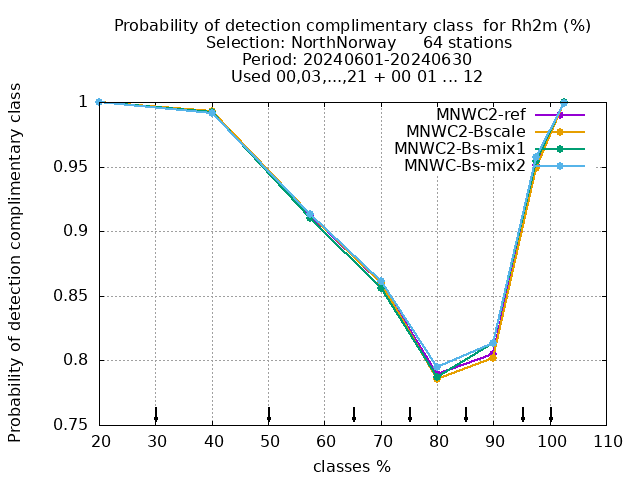 Probability of detection complimentary class  for Rh2m (%)
Selection: NorthNorway     64 stations
Period: 20240601-20240630
Used 00,03,...,21 + 00 01 ... 12
Probability of detection complimentary class
1
0.95
0.9
0.85
0.8
0.75
MNWC2-ref
MNWC2-Bscale
MNWC2-Bs-mix1
MNWC-Bs-mix2
20 30 40 50 60 70 80 90 100 110
classes %